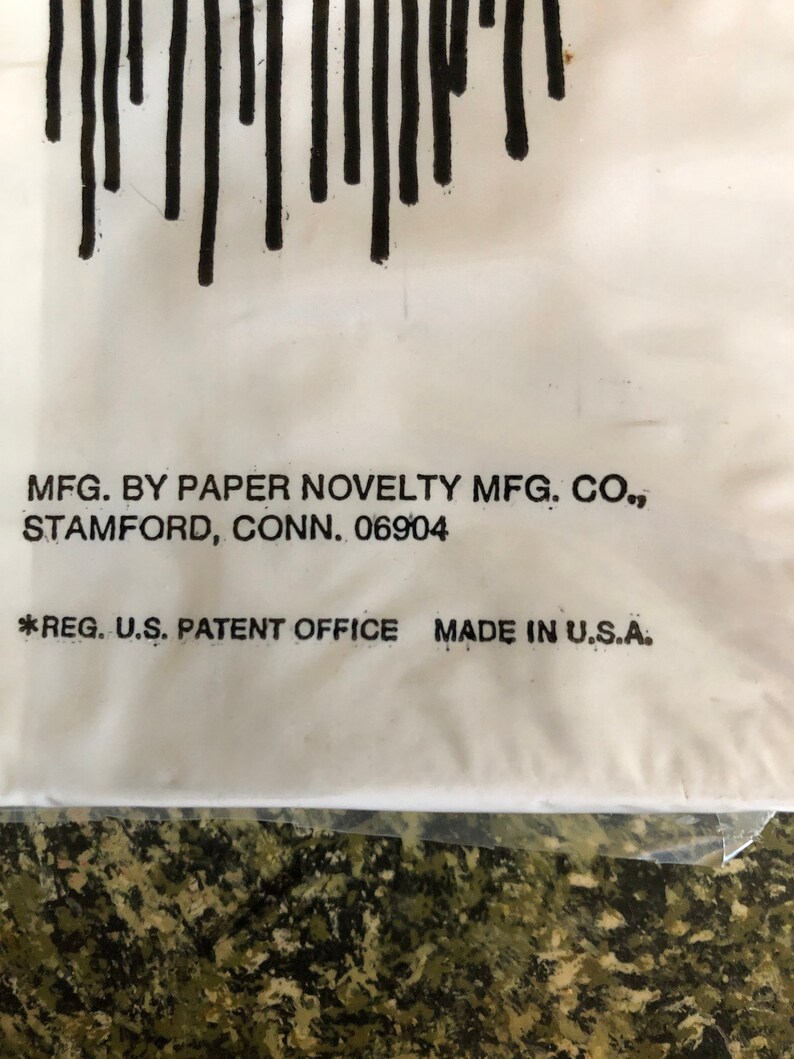 MFG. BY PAPER NOVELTY MFG. CO.,
STAMFORD, CONN. 06904
*REG. U.S. PATENT OFFICE MADE IN U.S.A.